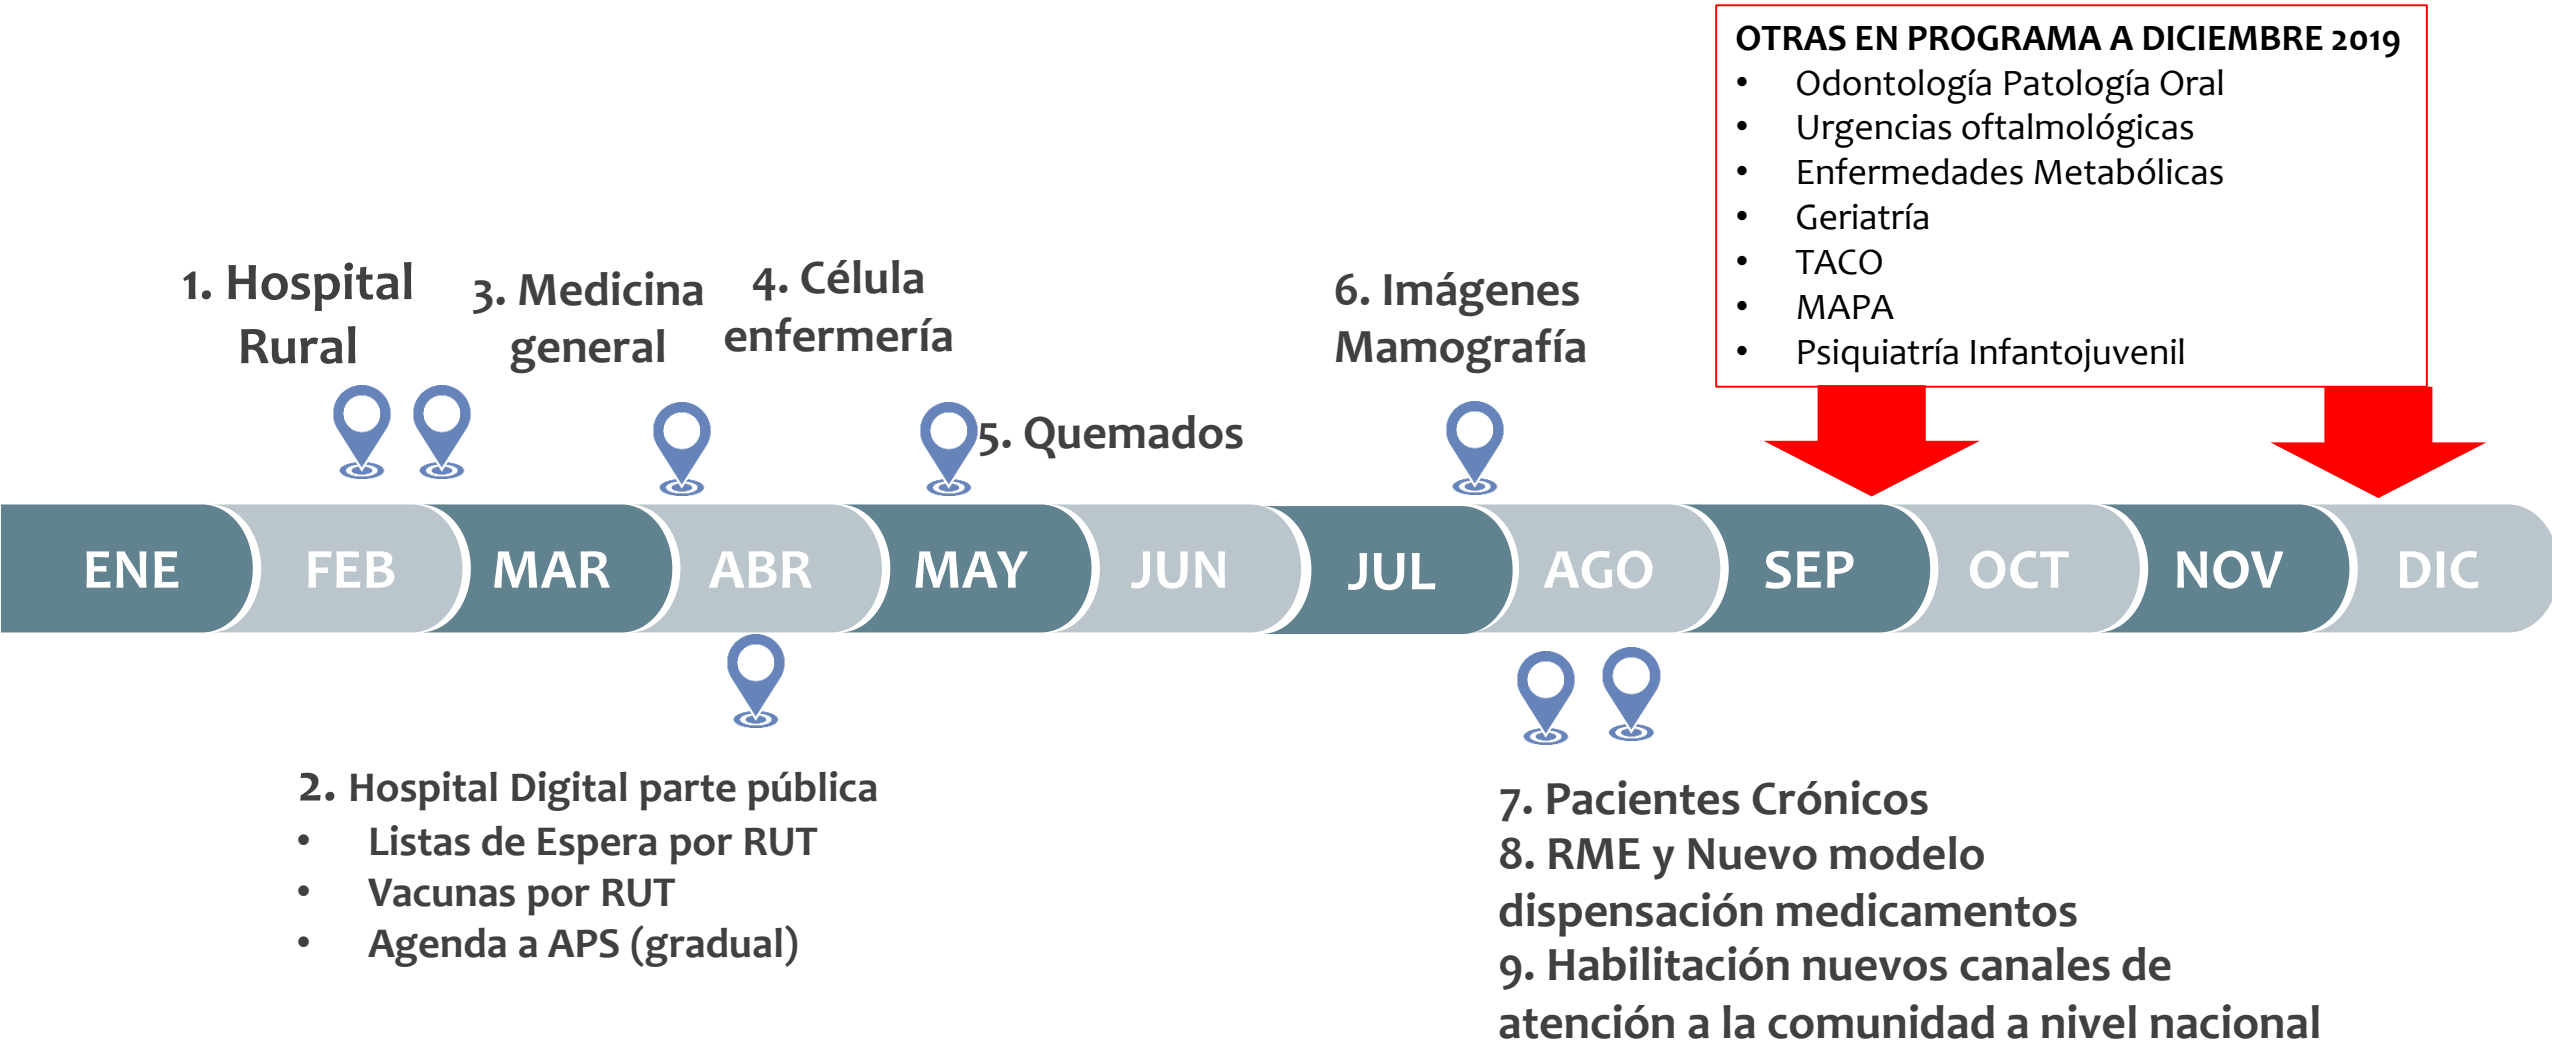 OTRAS EN PROGRAMA A DICIEMBRE 2019
• Odontología Patología Oral
• Urgencias oftalmológicas
• Enfermedades Metabólicas
• Geriatría
• TACO
• MAPA
• Psiquiatría Infantojuvenil
1. Hospital
Rural
3. Medicina
general
4. Célula
enfermería
5. Quemados
6. Imágenes
Mamografía
ENE FEB MAR ABR MAY JUN JUL AGO SEP OCT NOV DIC
2. Hospital Digital parte pública
• Listas de Espera por RUT
• Vacunas por RUT
• Agenda a APS (gradual)
7. Pacientes Crónicos
8. RME y Nuevo modelo
dispensación medicamentos
9. Habilitación nuevos canales de
atención a la comunidad a nivel nacional